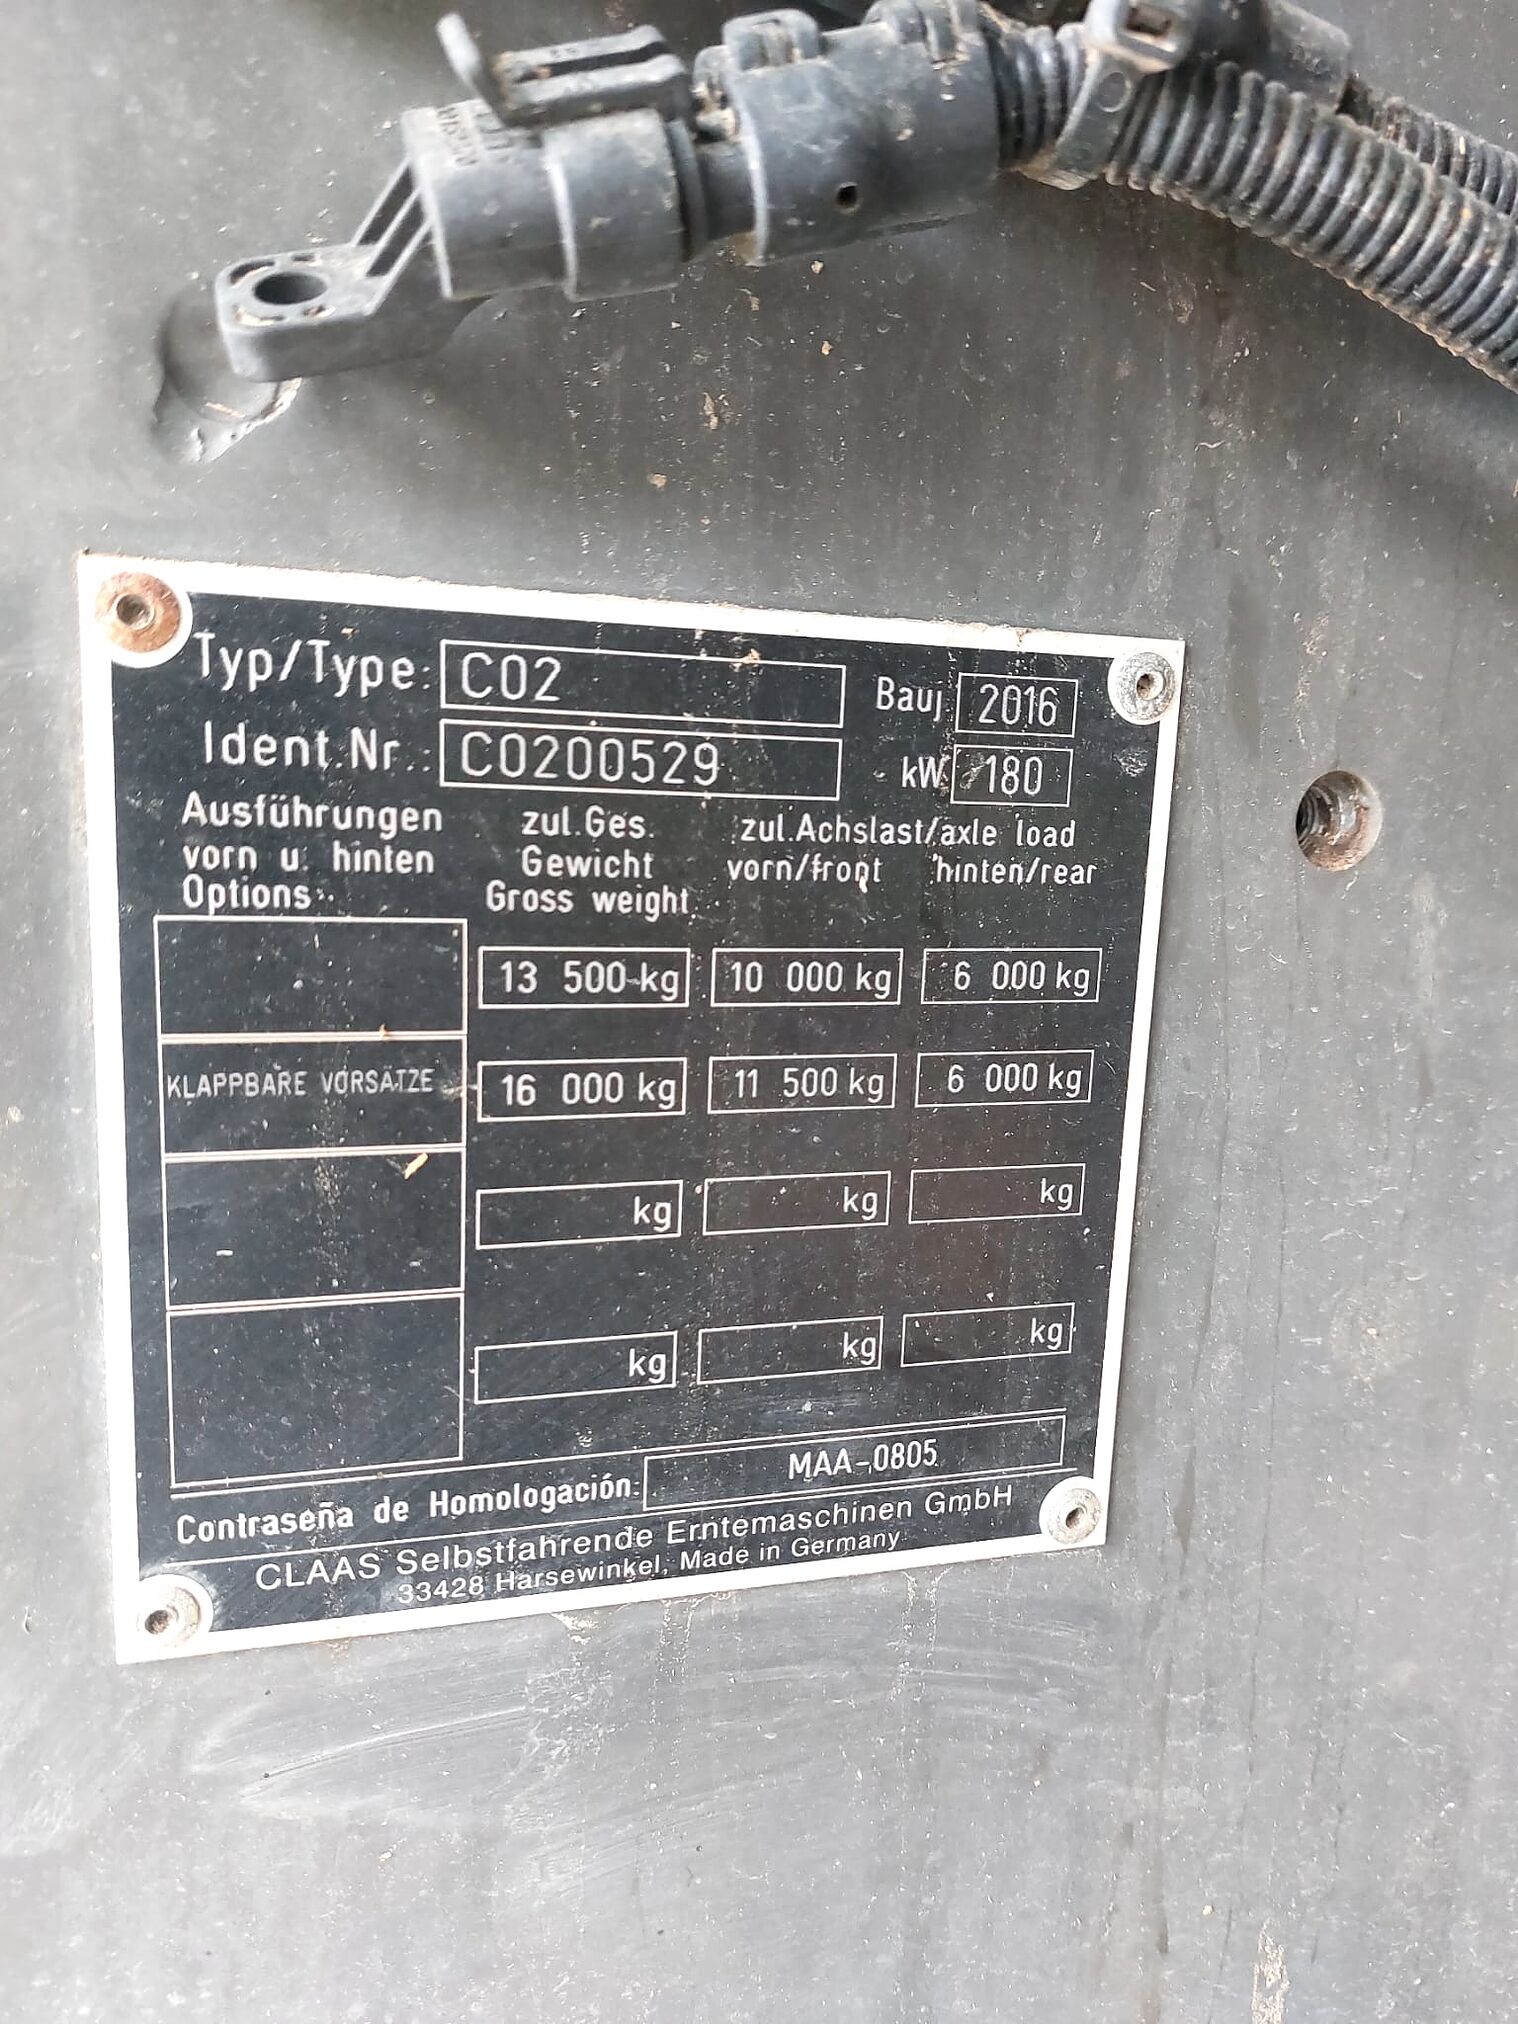 Typ/Type: C02 Bauj 2016
Ident.Nr.: C0200529 kW 180
Ausführungen zul.Ges. zul.Achslast/axle load
vorn u. hinten Gewicht vorn/front hinten/rear
Options: Gross weight
13 500 kg 10 000 kg 6 000 kg
KLAPPBARE VORSÄTZE 16 000 kg 11 500 kg 6 000 kg
kg kg kg
kg kg kg
Contraseña de Homologación: MAA-0805
CLAAS Selbstfahrende Erntemaschinen GmbH
33428 Harsewinkel, Made in Germany